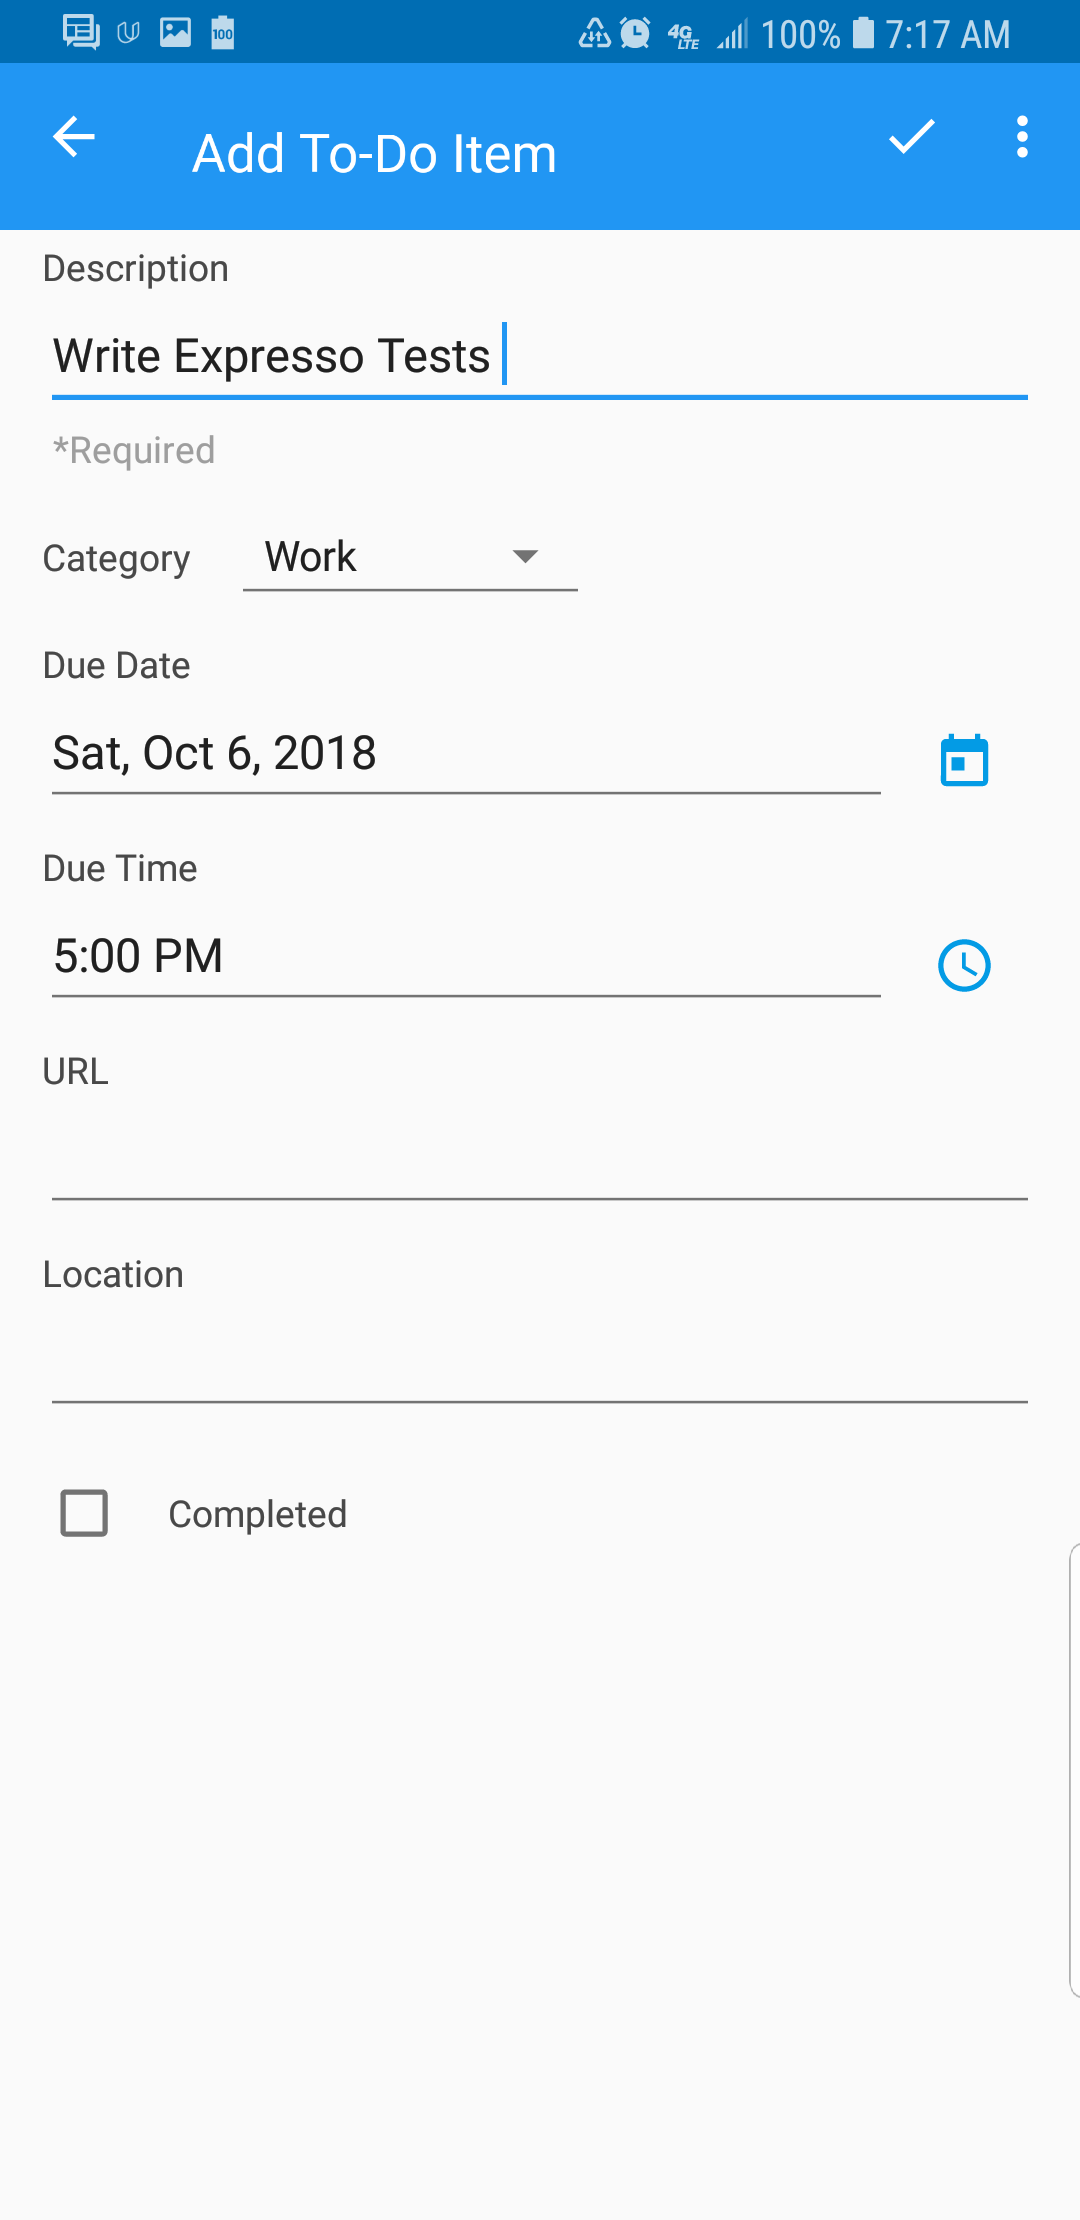 100 4G LTE 100% 7:17 AM
Add To-Do Item
Description
Write Expresso Tests
*Required
Category Work
Due Date
Sat, Oct 6, 2018
Due Time
5:00 PM
URL
Location
Completed